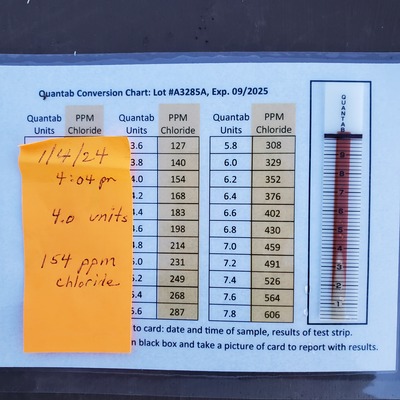 Quantab Conversion Chart: Lot #A3285A, Exp. 09/2025
Quantab Units PPM Chloride Quantab Units PPM Chloride Quantab Units PPM Chloride
3.6 127 5.8 308
3.8 140 6.0 329
4.0 154 6.2 352
4.2 168 6.4 376
4.4 183 6.6 402
4.6 198 6.8 430
4.8 214 7.0 459
5.0 231 7.2 491
.2 249 7.4 526
.4 268 7.6 564
.6 287 7.8 606
to card: date and time of sample, results of test strip.
n black box and take a picture of card to report with results.
1/4/24
4:04 pm
4.0 units
154 ppm
chloride
QUANTAB
9
8
7
6
5
4
3
2
1